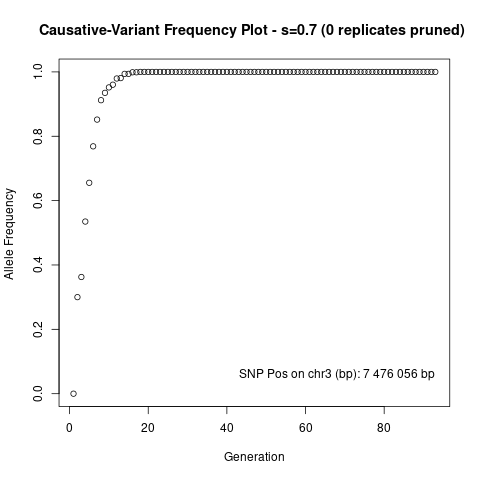 Causative-Variant Frequency Plot - s=0.7 (0 replicates pruned)
Allele Frequency
1.0
0.8
0.6
0.4
0.2
0.0
SNP Pos on chr3 (bp): 7 476 056 bp
0 20 40 60 80
Generation